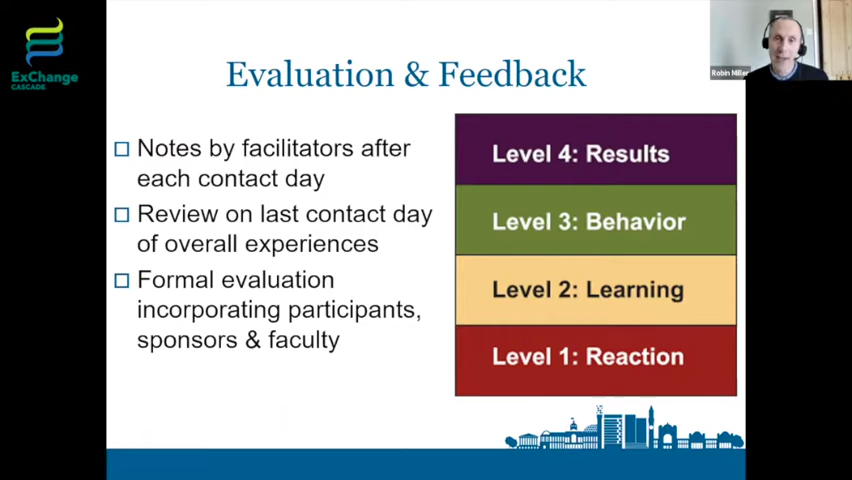 ExChange
CASCADE
Robin Miller
Evaluation & Feedback
Notes by facilitators after
each contact day
Review on last contact day
of overall experiences
Formal evaluation
incorporating participants,
sponsors & faculty
Level 4: Results
Level 3: Behavior
Level 2: Learning
Level 1: Reaction